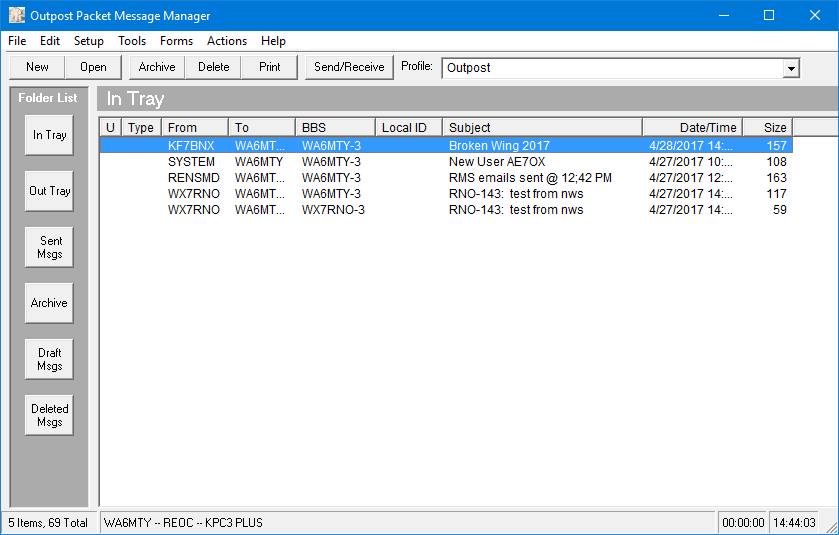 Outpost Packet Message Manager
File Edit Setup Tools Forms Actions Help
New Open Archive Delete Print Send/Receive Profile: Outpost
Folder List
In Tray
Out Tray
Sent
Msgs
Archive
Draft
Msgs
Deleted
Msgs
In Tray
U Type From To BBS Local ID Subject Date/Time Size
KF7BNX WA6MT... WA6MTY-3 Broken Wing 2017 4/28/2017 14:... 157
SYSTEM WA6MTY WA6MTY-3 New User AE7OX 4/27/2017 10:... 108
RENSMD WA6MT... WA6MTY-3 RMS emails sent @ 12;42 PM 4/27/2017 12:... 163
WX7RNO WA6MT... WA6MTY-3 RNO-143:  test from nws 4/27/2017 14:... 117
WX7RNO WA6MT... WX7RNO-3 RNO-143:  test from nws 4/27/2017 14:... 59
5 Items, 69 Total WA6MTY -- REOC -- KPC3 PLUS 00:00:00 14:44:03